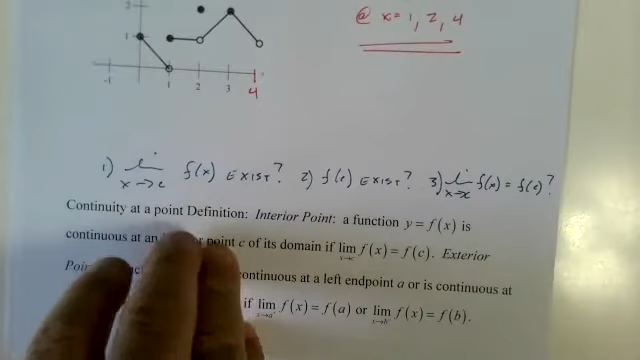 2
@ x = 1, 2, 4
1
-1 1 2 3 4
1) lim x→c f(x) EXIST? 2) f(c) EXIST? 3) lim x→x f(x) = f(c)?
Continuity at a point Definition: Interior Point: a function y = f(x) is
continuous at an point c of its domain if lim x→c f(x) = f(c). Exterior
continuous at a left endpoint a or is continuous at
if lim x→a⁺ f(x) = f(a) or lim x→b⁻ f(x) = f(b).